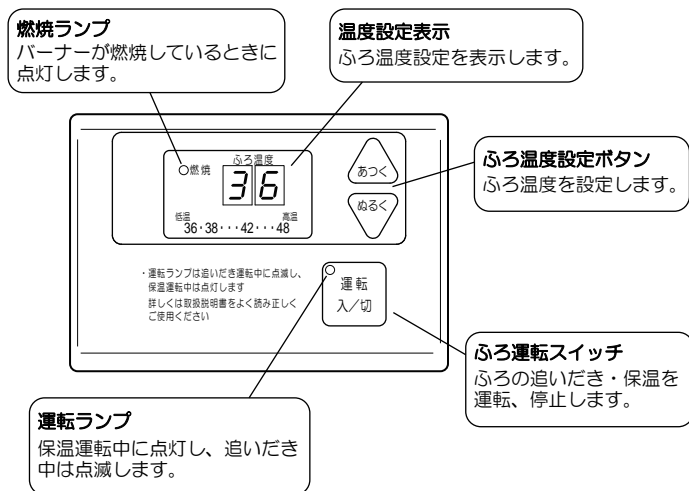 燃焼ランプ
バーナーが燃焼しているときに
点灯します。
温度設定表示
ふろ温度設定を表示します。
ふろ温度
燃焼
36
低温
高温
36・38・・・42・・・48
あつく
ぬるく
ふろ温度設定ボタン
ふろ温度を設定します。
・運転ランプは追いだき運転中に点滅し、
保温運転中は点灯します
詳しくは取扱説明書をよく読み正しく
ご使用ください
運転
入/切
ふろ運転スイッチ
ふろの追いだき・保温を
運転、停止します。
運転ランプ
保温運転中に点灯し、追いだき
中は点滅します。